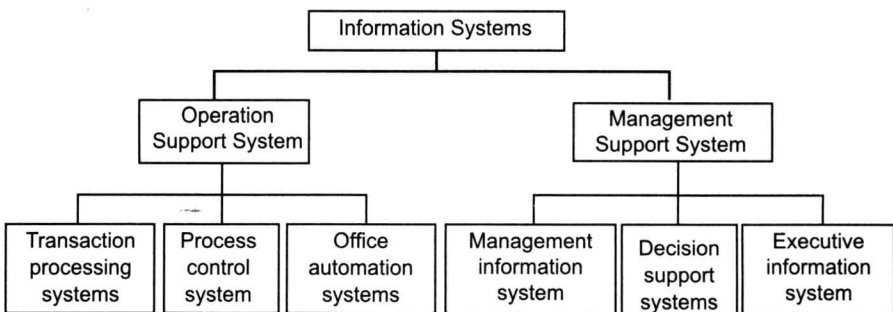 Information Systems
Operation
Support System
Management
Support System
Transaction
processing
systems
Process
control
system
Office
automation
systems
Management
information
system
Decision
support
systems
Executive
information
system